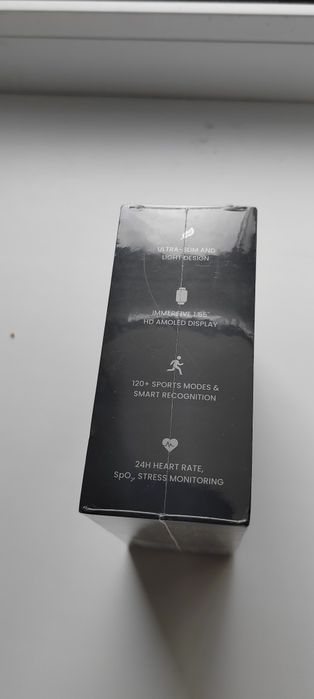 ULTRA-SLIM AND
LIGHT DESIGN
IMMERSIVE 1.65"
HD AMOLED DISPLAY
120+ SPORTS MODES &
SMART RECOGNITION
24H HEART RATE,
SpO₂, STRESS MONITORING